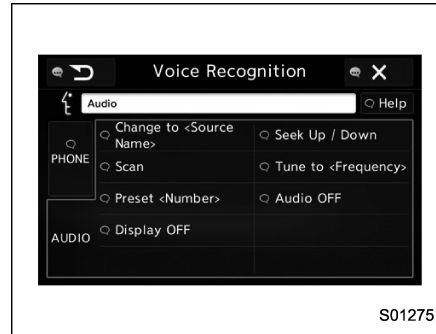 Voice Recognition
Audio
Help
PHONE
Change to <Source
Name>
Seek Up / Down
Scan
Tune to <Frequency>
Preset <Number>
Audio OFF
AUDIO
Display OFF
S01275